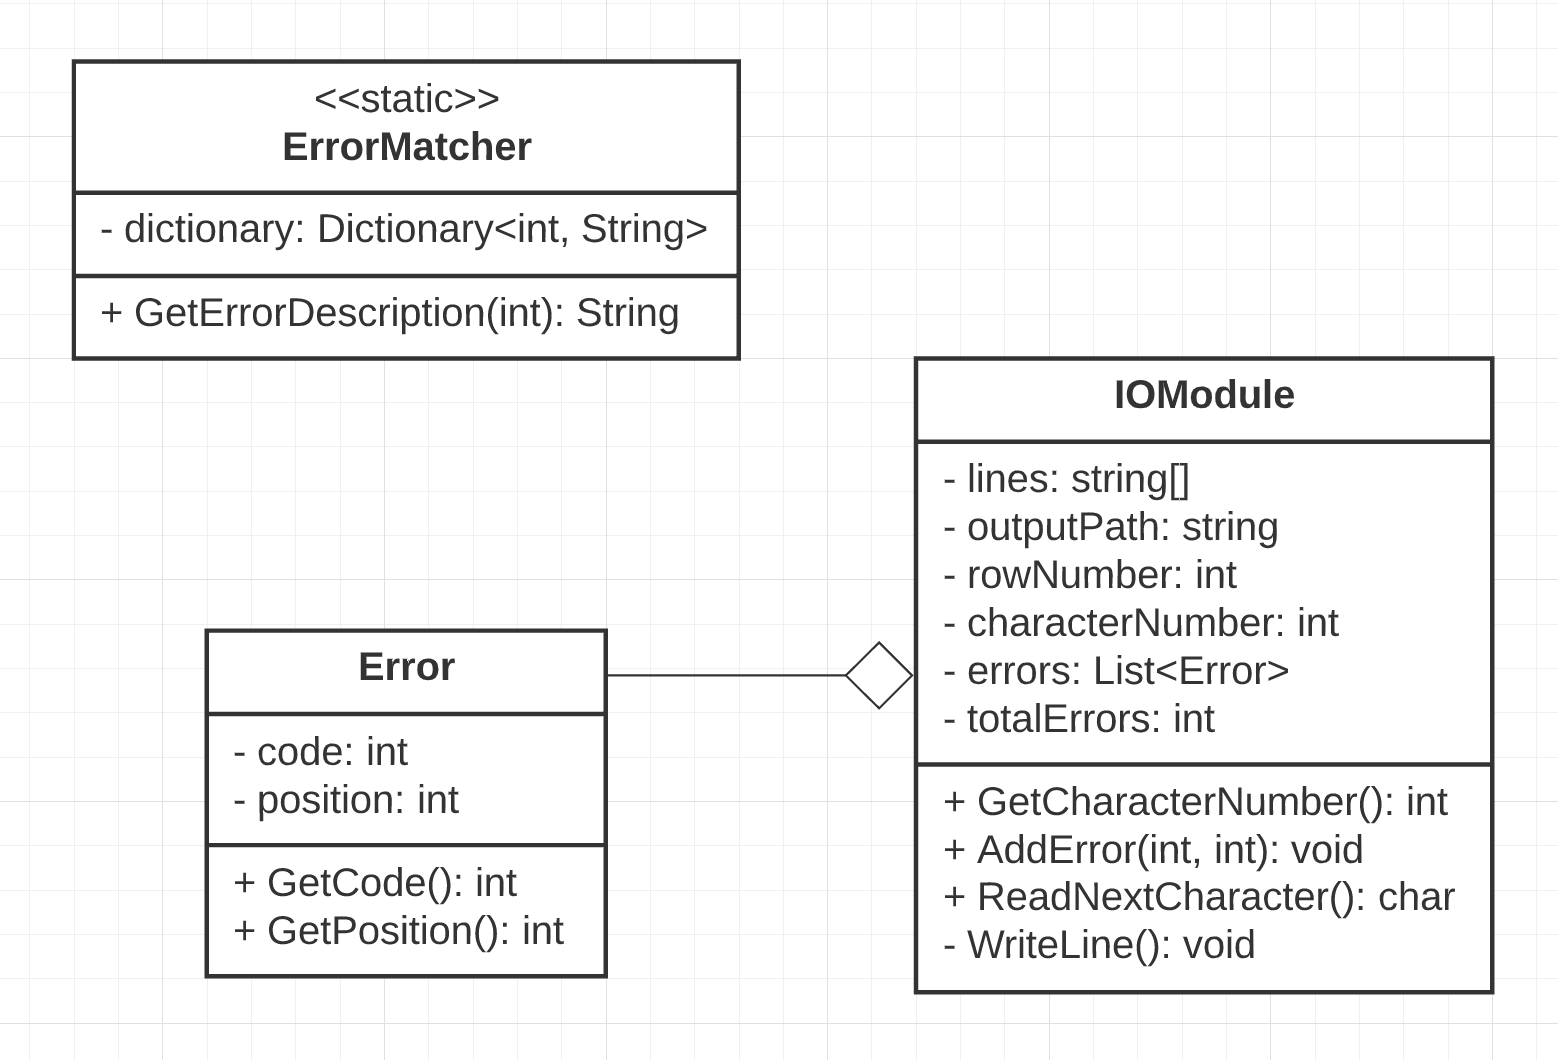 <<static>>
ErrorMatcher
- dictionary: Dictionary<int, String>
+ GetErrorDescription(int): String
IOModule
- lines: string[]
- outputPath: string
- rowNumber: int
- characterNumber: int
- errors: List<Error>
- totalErrors: int
+ GetCharacterNumber(): int
+ AddError(int, int): void
+ ReadNextCharacter(): char
- WriteLine(): void
Error
- code: int
- position: int
+ GetCode(): int
+ GetPosition(): int